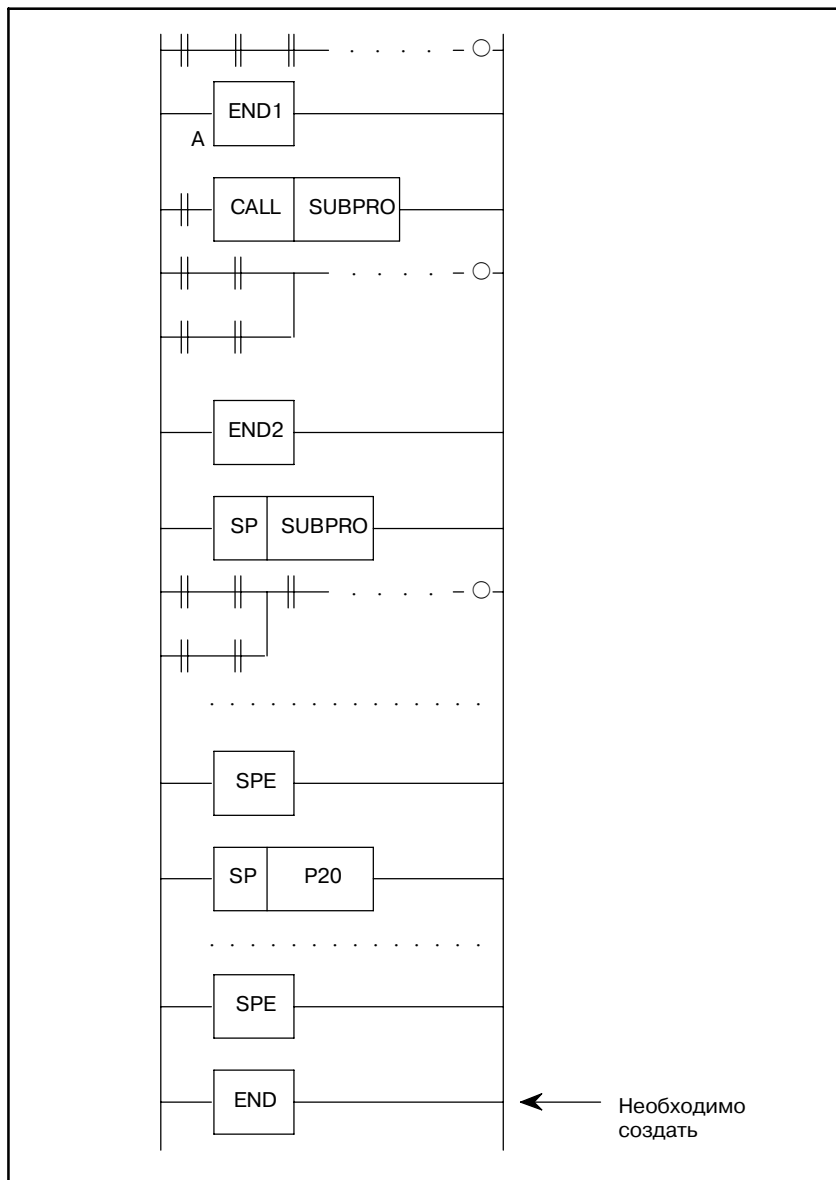 END1
A
CALL SUBPRO
END2
SP SUBPRO
SPE
SP P20
SPE
END
Необходимо
создать